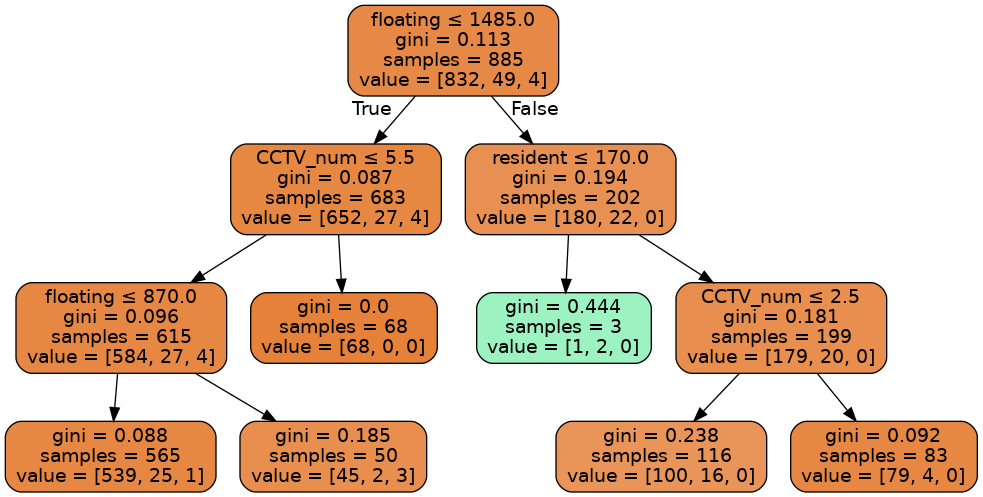 floating ≤ 1485.0
gini = 0.113
samples = 885
value = [832, 49, 4]
True
False
CCTV_num ≤ 5.5
gini = 0.087
samples = 683
value = [652, 27, 4]
resident ≤ 170.0
gini = 0.194
samples = 202
value = [180, 22, 0]
floating ≤ 870.0
gini = 0.096
samples = 615
value = [584, 27, 4]
gini = 0.0
samples = 68
value = [68, 0, 0]
gini = 0.444
samples = 3
value = [1, 2, 0]
CCTV_num ≤ 2.5
gini = 0.181
samples = 199
value = [179, 20, 0]
gini = 0.088
samples = 565
value = [539, 25, 1]
gini = 0.185
samples = 50
value = [45, 2, 3]
gini = 0.238
samples = 116
value = [100, 16, 0]
gini = 0.092
samples = 83
value = [79, 4, 0]